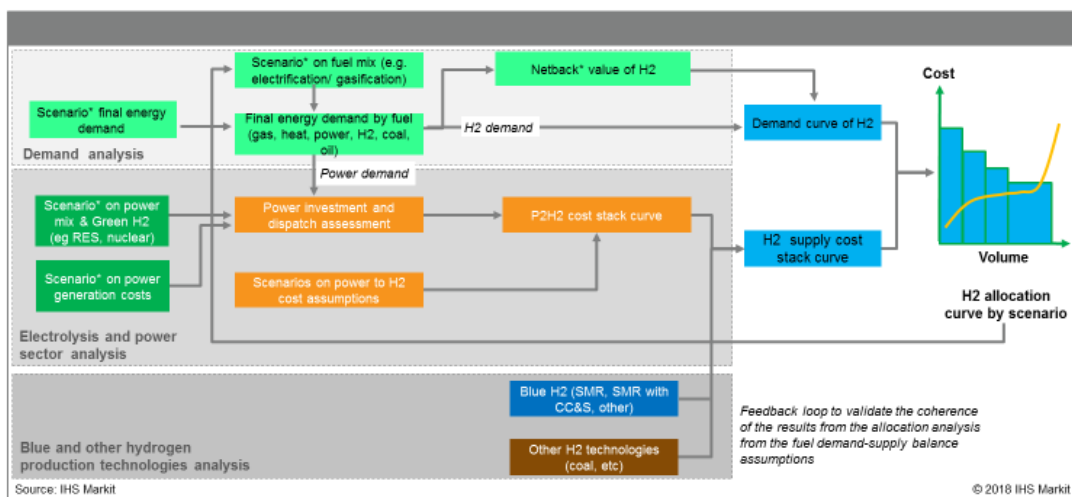 Scenario* on fuel mix (e.g.
electrification/ gasification)
Netback* value of H2
Cost
Scenario* final energy
demand
Final energy demand by fuel
(gas, heat, power, H2, coal,
oil)
H2 demand
Demand curve of H2
Demand analysis
Power demand
Scenario* on power
mix & Green H2
(eg RES, nuclear)
Power investment and
dispatch assessment
P2H2 cost stack curve
H2 supply cost
stack curve
Volume
Scenario* on power
generation costs
Scenarios on power to H2
cost assumptions
H2 allocation
curve by scenario
Electrolysis and power
sector analysis
Blue H2 (SMR, SMR with
CC&S, other)
Feedback loop to validate the coherence
of the results from the allocation analysis
from the fuel demand-supply balance
assumptions
Blue and other hydrogen
production technologies analysis
Other H2 technologies
(coal, etc)
Source: IHS Markit
© 2018 IHS Markit